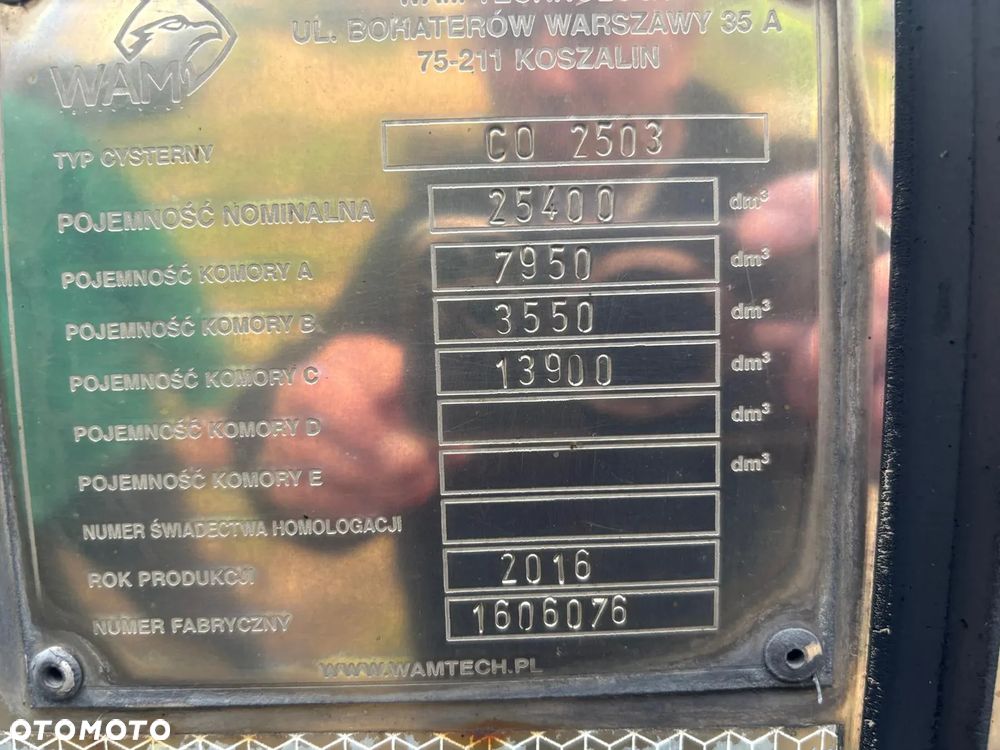 WAM
UL. BOHATERÓW WARSZAWY 35 A
75-211 KOSZALIN
TYP CYSTERNY CO 2503
POJEMNOŚĆ NOMINALNA 25400 dm³
POJEMNOŚĆ KOMORY A 7950 dm³
POJEMNOŚĆ KOMORY B 3550 dm³
POJEMNOŚĆ KOMORY C 13900 dm³
POJEMNOŚĆ KOMORY D dm³
POJEMNOŚĆ KOMORY E dm³
NUMER ŚWIADECTWA HOMOLOGACJI
ROK PRODUKCJI 2016
NUMER FABRYCZNY 1606076
WWW.WAMTECH.PL
OTOMOTO